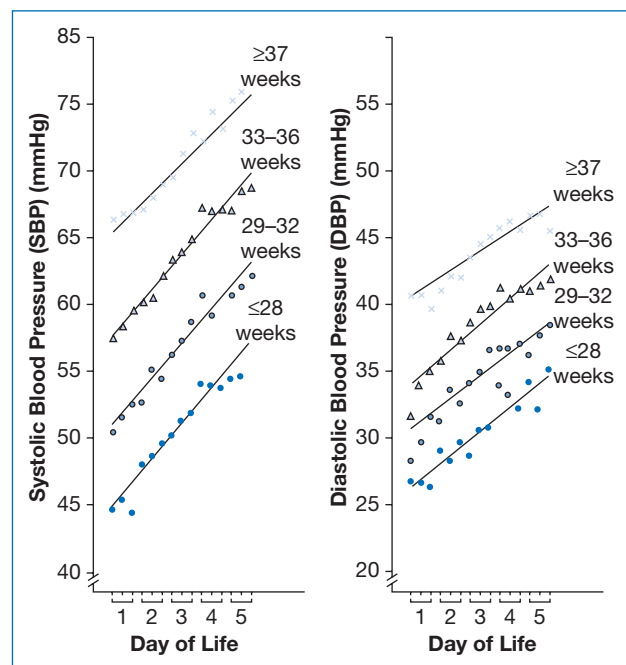 85
75
70
65
60
55
50
45
40
Systolic Blood Pressure (SBP) (mmHg)
≥37
weeks
33–36
weeks
29–32
weeks
≤28
weeks
1 2 3 4 5
Day of Life
50
45
40
35
30
25
20
Diastolic Blood Pressure (DBP) (mmHg)
≥37
weeks
33–36
weeks
29–32
weeks
≤28
weeks
1 2 3 4 5
Day of Life